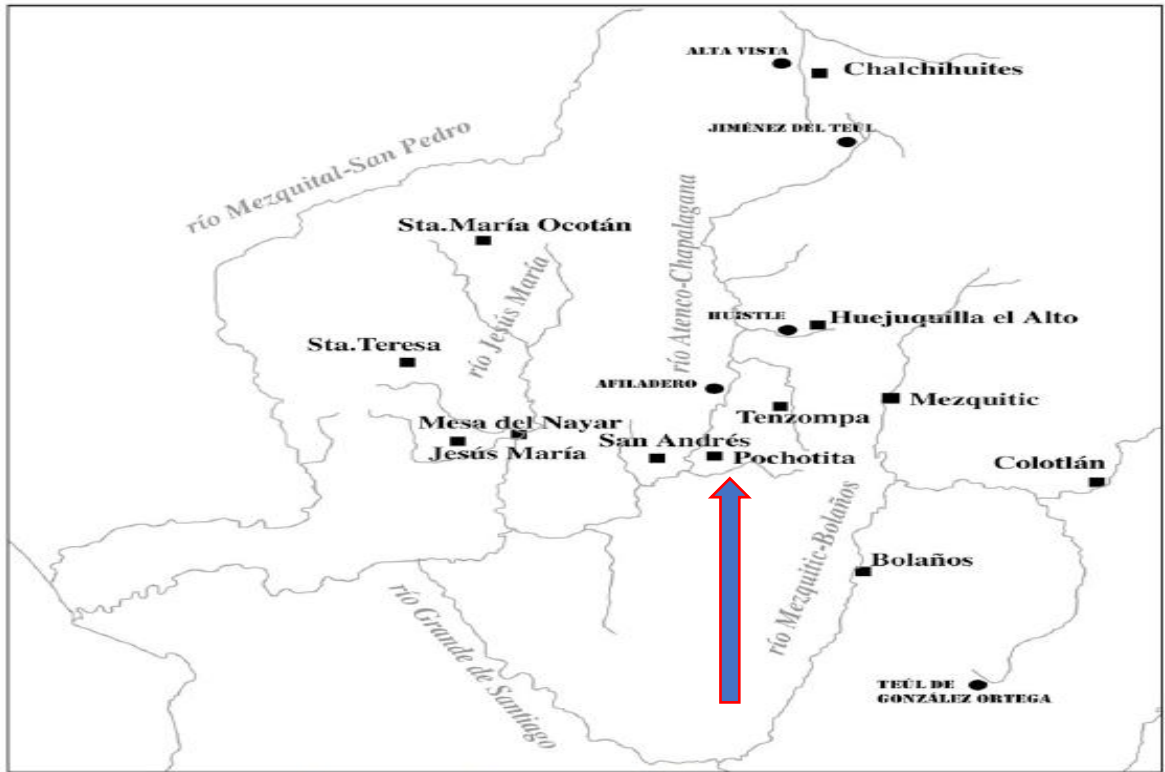 ALTA VISTA
Chalchihuites
JIMÉNEZ DEL TEÚL
río Mezquital-San Pedro
Sta.María Ocotán
río Atenco-Chapalagana
río Jesús María
HUISTLE
Huejuquilla el Alto
Sta.Teresa
AFILADERO
Mezquitic
Tenzompa
Mesa del Nayar
Jesús María
San Andrés
Pochotita
Colotlán
río Mezquitic-Bolaños
Bolaños
río Grande de Santiago
TEÚL DE
GONZÁLEZ ORTEGA